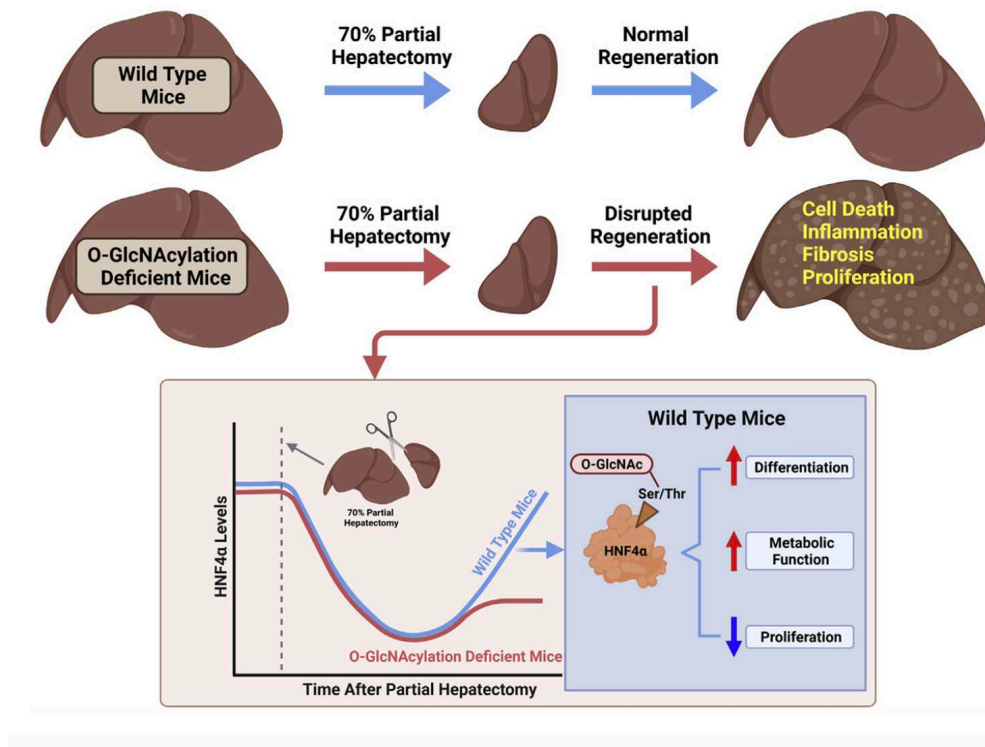 Wild Type
Mice
70% Partial
Hepatectomy
Normal
Regeneration
O-GlcNAcylation
Deficient Mice
70% Partial
Hepatectomy
Disrupted
Regeneration
Cell Death
Inflammation
Fibrosis
Proliferation
HNF4α Levels
70% Partial
Hepatectomy
Wild Type Mice
O-GlcNAcylation Deficient Mice
Time After Partial Hepatectomy
Wild Type Mice
O-GlcNAc
Ser/Thr
HNF4α
Differentiation
Metabolic
Function
Proliferation